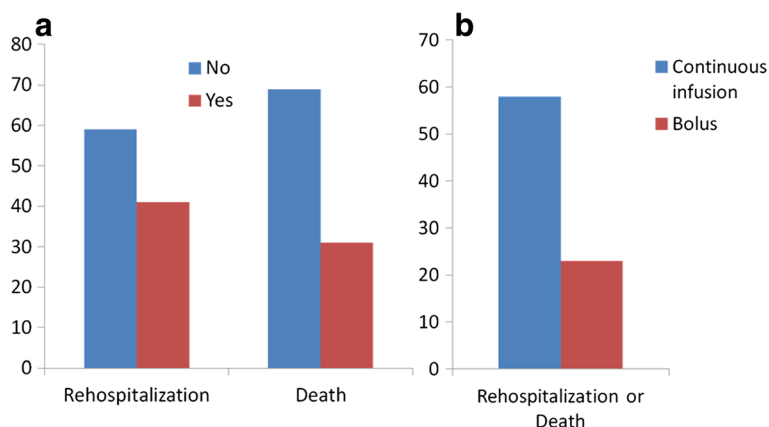 a
80
70
60
50
40
30
20
10
0
No
Yes
Rehospitalization
Death
b
70
60
50
40
30
20
10
0
Continuous
infusion
Bolus
Rehospitalization or
Death